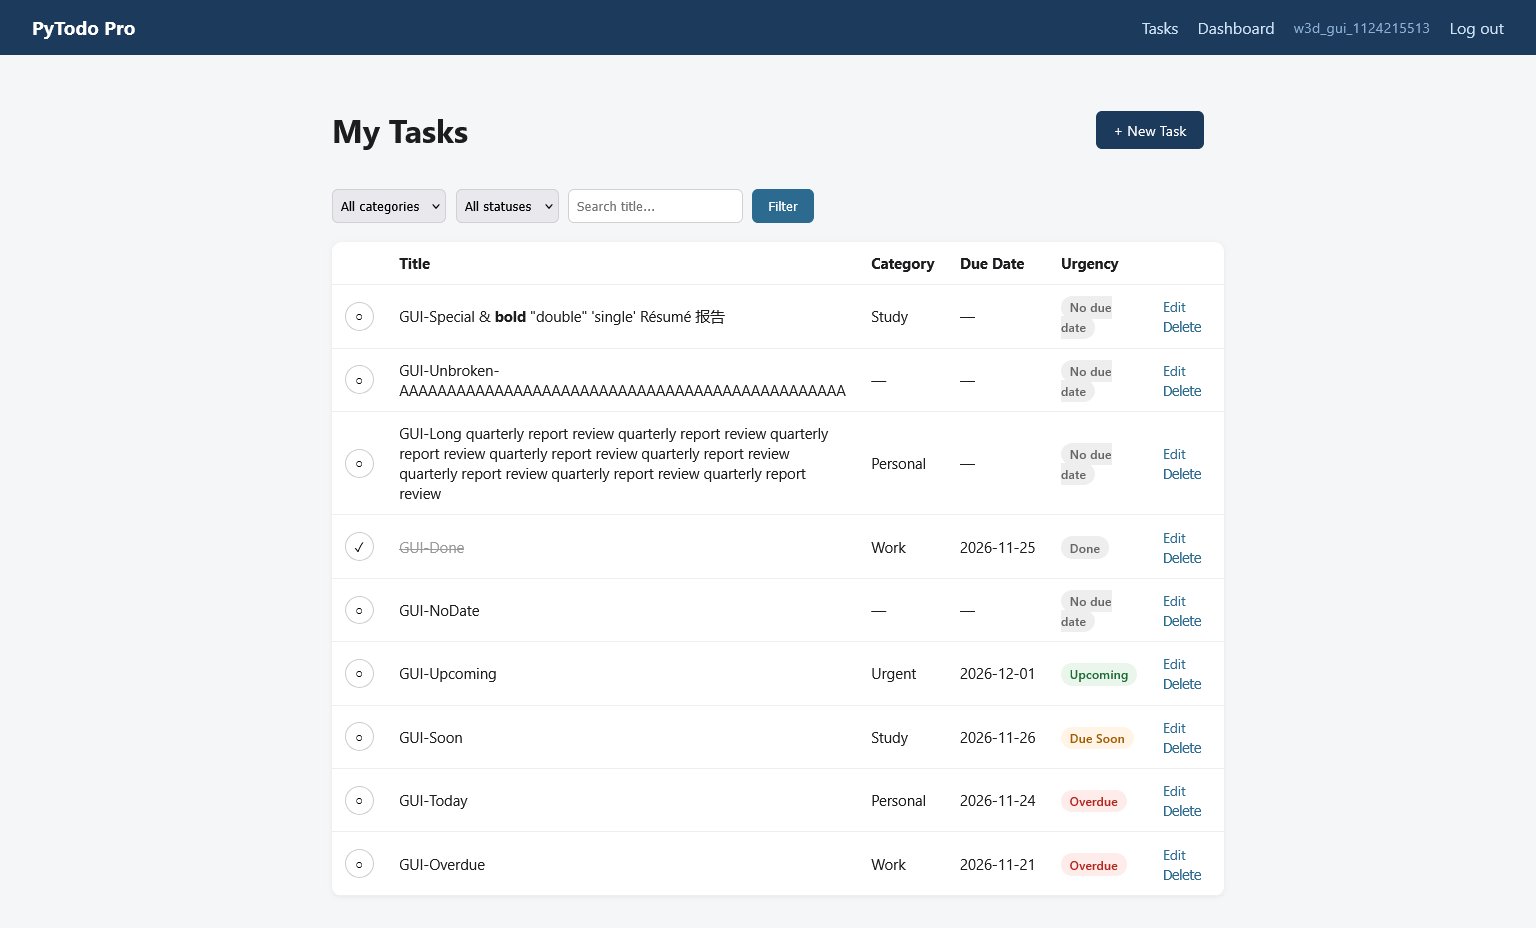 PyTodo Pro
Tasks Dashboard w3d_gui_1124215513 Log out
My Tasks
+ New Task
All categories All statuses Search title... Filter
Title Category Due Date Urgency
GUI-Special & bold "double" 'single' Résumé 报告 Study — No due date Edit Delete
GUI-Unbroken-
AAAAAAAAAAAAAAAAAAAAAAAAAAAAAAAAAAAAAAAAAAAAAAA — — No due date Edit Delete
GUI-Long quarterly report review quarterly report review quarterly
report review quarterly report review quarterly report review
quarterly report review quarterly report review quarterly report
review
Personal — No due date Edit Delete
✓ GUI-Done Work 2026-11-25 Done Edit Delete
GUI-NoDate — — No due date Edit Delete
GUI-Upcoming Urgent 2026-12-01 Upcoming Edit Delete
GUI-Soon Study 2026-11-26 Due Soon Edit Delete
GUI-Today Personal 2026-11-24 Overdue Edit Delete
GUI-Overdue Work 2026-11-21 Overdue Edit Delete